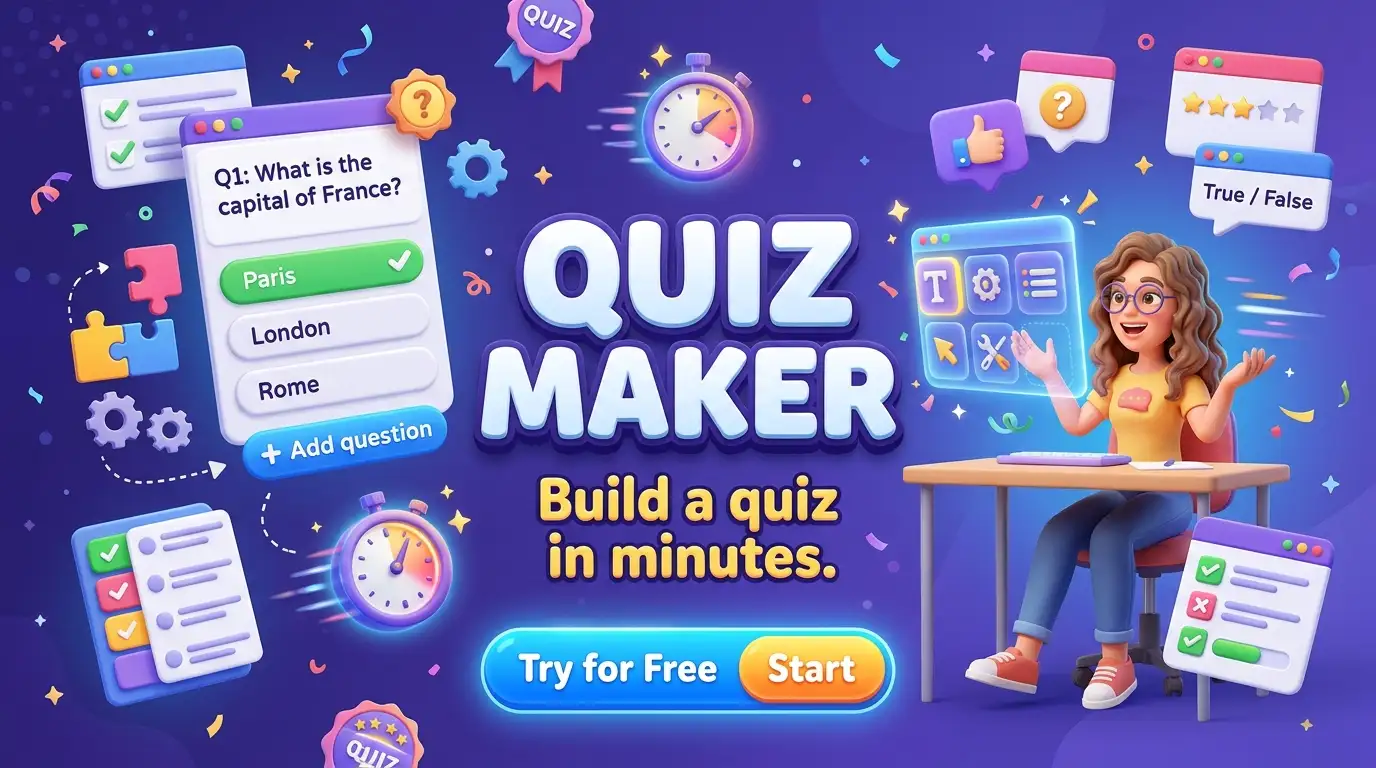 QUIZ
Q1: What is the
capital of France?
Paris
London
Rome
+ Add question
?
?
True / False
T
QUIZ
MAKER
Build a quiz
in minutes.
Try for Free
Start
QUIZ